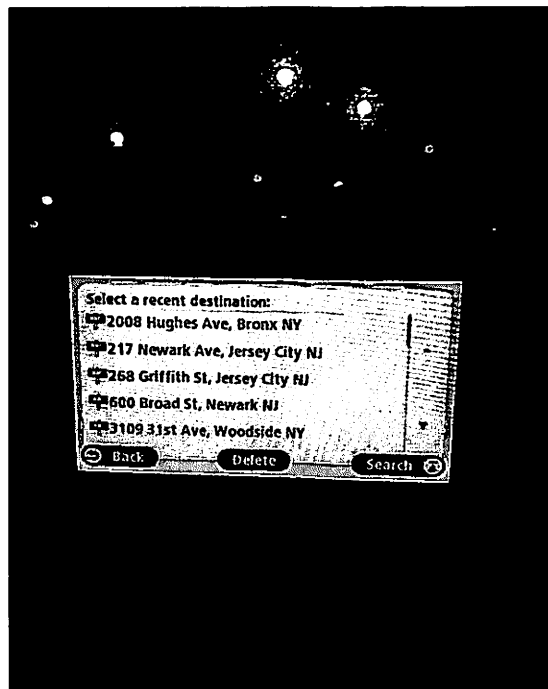 Select a recent destination:
2008 Hughes Ave, Bronx NY
217 Newark Ave, Jersey City NJ
268 Griffith St, Jersey City NJ
600 Broad St, Newark NJ
3109 31st Ave, Woodside NY
Back Delete Search